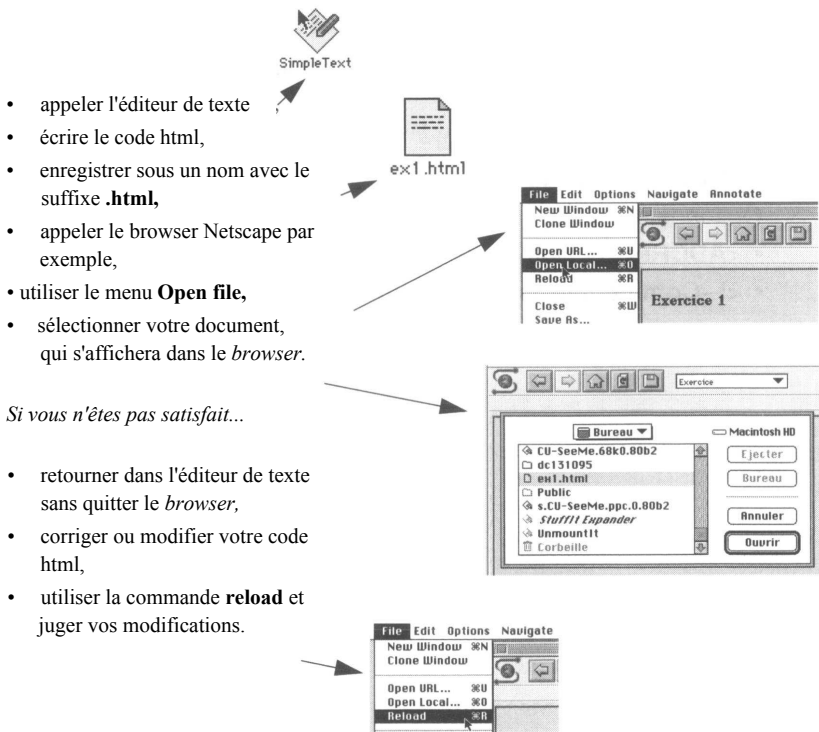 SimpleText
• appeler l'éditeur de texte ,
• écrire le code html,
ex1.html
• enregistrer sous un nom avec le
suffixe .html,
• appeler le browser Netscape par
exemple,
• utiliser le menu Open file,
• sélectionner votre document,
qui s'affichera dans le browser.
File Edit Options Navigate Annotate
New Window ⌘N
Clone Window
Open URL... ⌘U
Open Local... ⌘O
Reload ⌘R
Close ⌘W
Save As...
Exercice 1
Exercice
Bureau
Macintosh HD
CU-SeeMe.68k0.80b2
dc131095
ex1.html
Public
s.CU-SeeMe.ppc.0.80b2
StuffIt Expander
UnmountIt
Corbeille
Ejecter
Bureau
Annuler
Ouvrir
Si vous n'êtes pas satisfait...
• retourner dans l'éditeur de texte
sans quitter le browser,
• corriger ou modifier votre code
html,
• utiliser la commande reload et
juger vos modifications.
File Edit Options Navigate
New Window ⌘N
Clone Window
Open URL... ⌘U
Open Local... ⌘O
Reload ⌘R